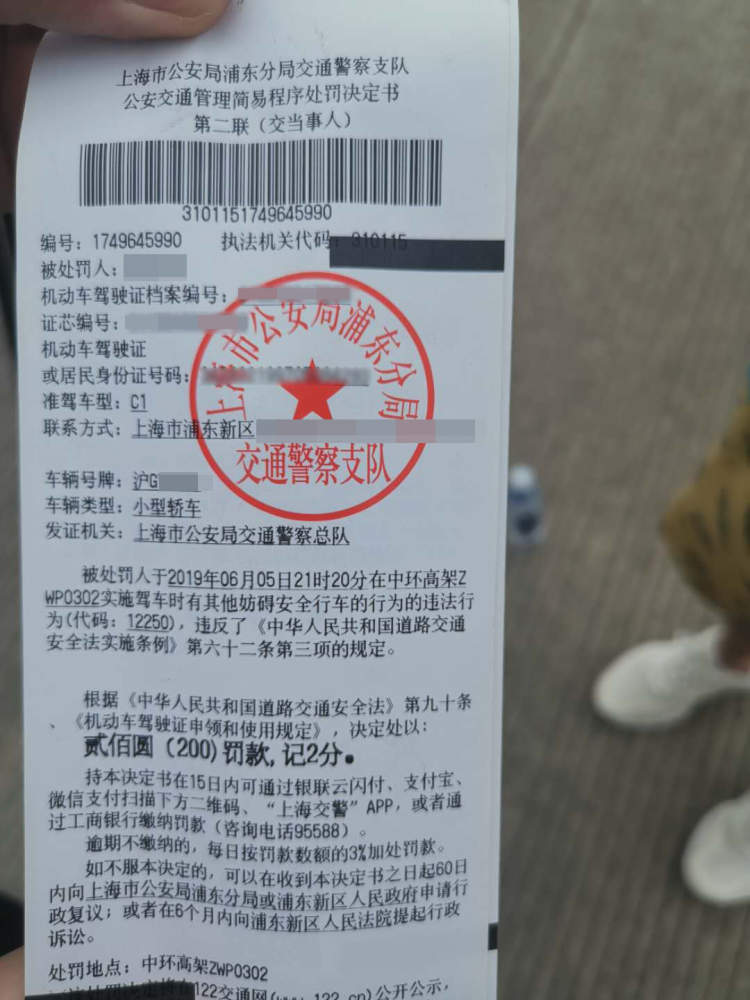 上海市公安局浦东分局交通警察支队
公安交通管理简易程序处罚决定书
第二联（交当事人）
3101151749645990
编号：1749645990 执法机关代码：310115
被处罚人：
机动车驾驶证档案编号：
证芯编号：
机动车驾驶证
或居民身份证号码：
准驾车型：C1
联系方式：上海市浦东新区
上海市公安局浦东分局
交通警察支队
车辆号牌：沪G
车辆类型：小型轿车
发证机关：上海市公安局交通警察总队
被处罚人于2019年06月05日21时20分在中环高架Z
WP0302实施驾车时有其他妨碍安全行车的行为的违法行
为(代码：12250)，违反了《中华人民共和国道路交通
安全法实施条例》第六十二条第三项的规定。
根据《中华人民共和国道路交通安全法》第九十条
、《机动车驾驶证申领和使用规定》，决定处以：
贰佰圆（200）罚款,记2分。
持本决定书在15日内可通过银联云闪付、支付宝、
微信支付扫描下方二维码、“上海交警”APP，或者通
过工商银行缴纳罚款（咨询电话95588）。
逾期不缴纳的，每日按罚款数额的3%加处罚款。
如不服本决定的，可以在收到本决定书之日起60日
内向上海市公安局浦东分局或浦东新区人民政府申请行
政复议；或者在6个月内向浦东新区人民法院提起行政
诉讼。
处罚地点：中环高架ZWP0302
122交通网(www.122.cn)公开公示，